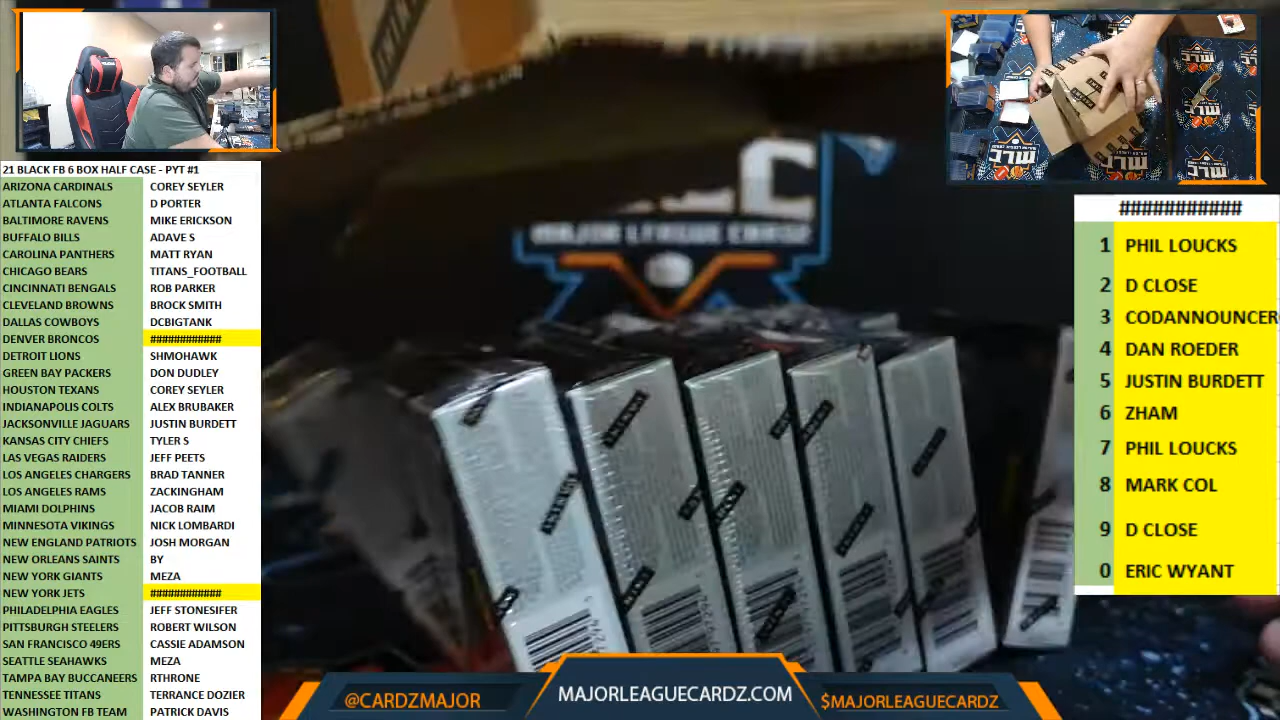 21 BLACK FB 6 BOX HALF CASE - PYT #1
ARIZONA CARDINALS COREY SEYLER
ATLANTA FALCONS D PORTER
BALTIMORE RAVENS MIKE ERICKSON
BUFFALO BILLS ADAVE S
CAROLINA PANTHERS MATT RYAN
CHICAGO BEARS TITANS_FOOTBALL
CINCINNATI BENGALS ROB PARKER
CLEVELAND BROWNS BROCK SMITH
DALLAS COWBOYS DCBIGTANK
DENVER BRONCOS ############
DETROIT LIONS SHMOHAWK
GREEN BAY PACKERS DON DUDLEY
HOUSTON TEXANS COREY SEYLER
INDIANAPOLIS COLTS ALEX BRUBAKER
JACKSONVILLE JAGUARS JUSTIN BURDETT
KANSAS CITY CHIEFS TYLER S
LAS VEGAS RAIDERS JEFF PEETS
LOS ANGELES CHARGERS BRAD TANNER
LOS ANGELES RAMS ZACKINGHAM
MIAMI DOLPHINS JACOB RAIM
MINNESOTA VIKINGS NICK LOMBARDI
NEW ENGLAND PATRIOTS JOSH MORGAN
NEW ORLEANS SAINTS BY
NEW YORK GIANTS MEZA
NEW YORK JETS ############
PHILADELPHIA EAGLES JEFF STONESIFER
PITTSBURGH STEELERS ROBERT WILSON
SAN FRANCISCO 49ERS CASSIE ADAMSON
SEATTLE SEAHAWKS MEZA
TAMPA BAY BUCCANEERS RTHRONE
TENNESSEE TITANS TERRANCE DOZIER
WASHINGTON FB TEAM PATRICK DAVIS
MAJOR LEAGUE CARDZ
###########
1 PHIL LOUCKS
2 D CLOSE
3 CODANNOUNCER
4 DAN ROEDER
5 JUSTIN BURDETT
6 ZHAM
7 PHIL LOUCKS
8 MARK COL
9 D CLOSE
0 ERIC WYANT
@CARDZMAJOR
MAJORLEAGUECARDZ.COM
$MAJORLEAGUECARDZ